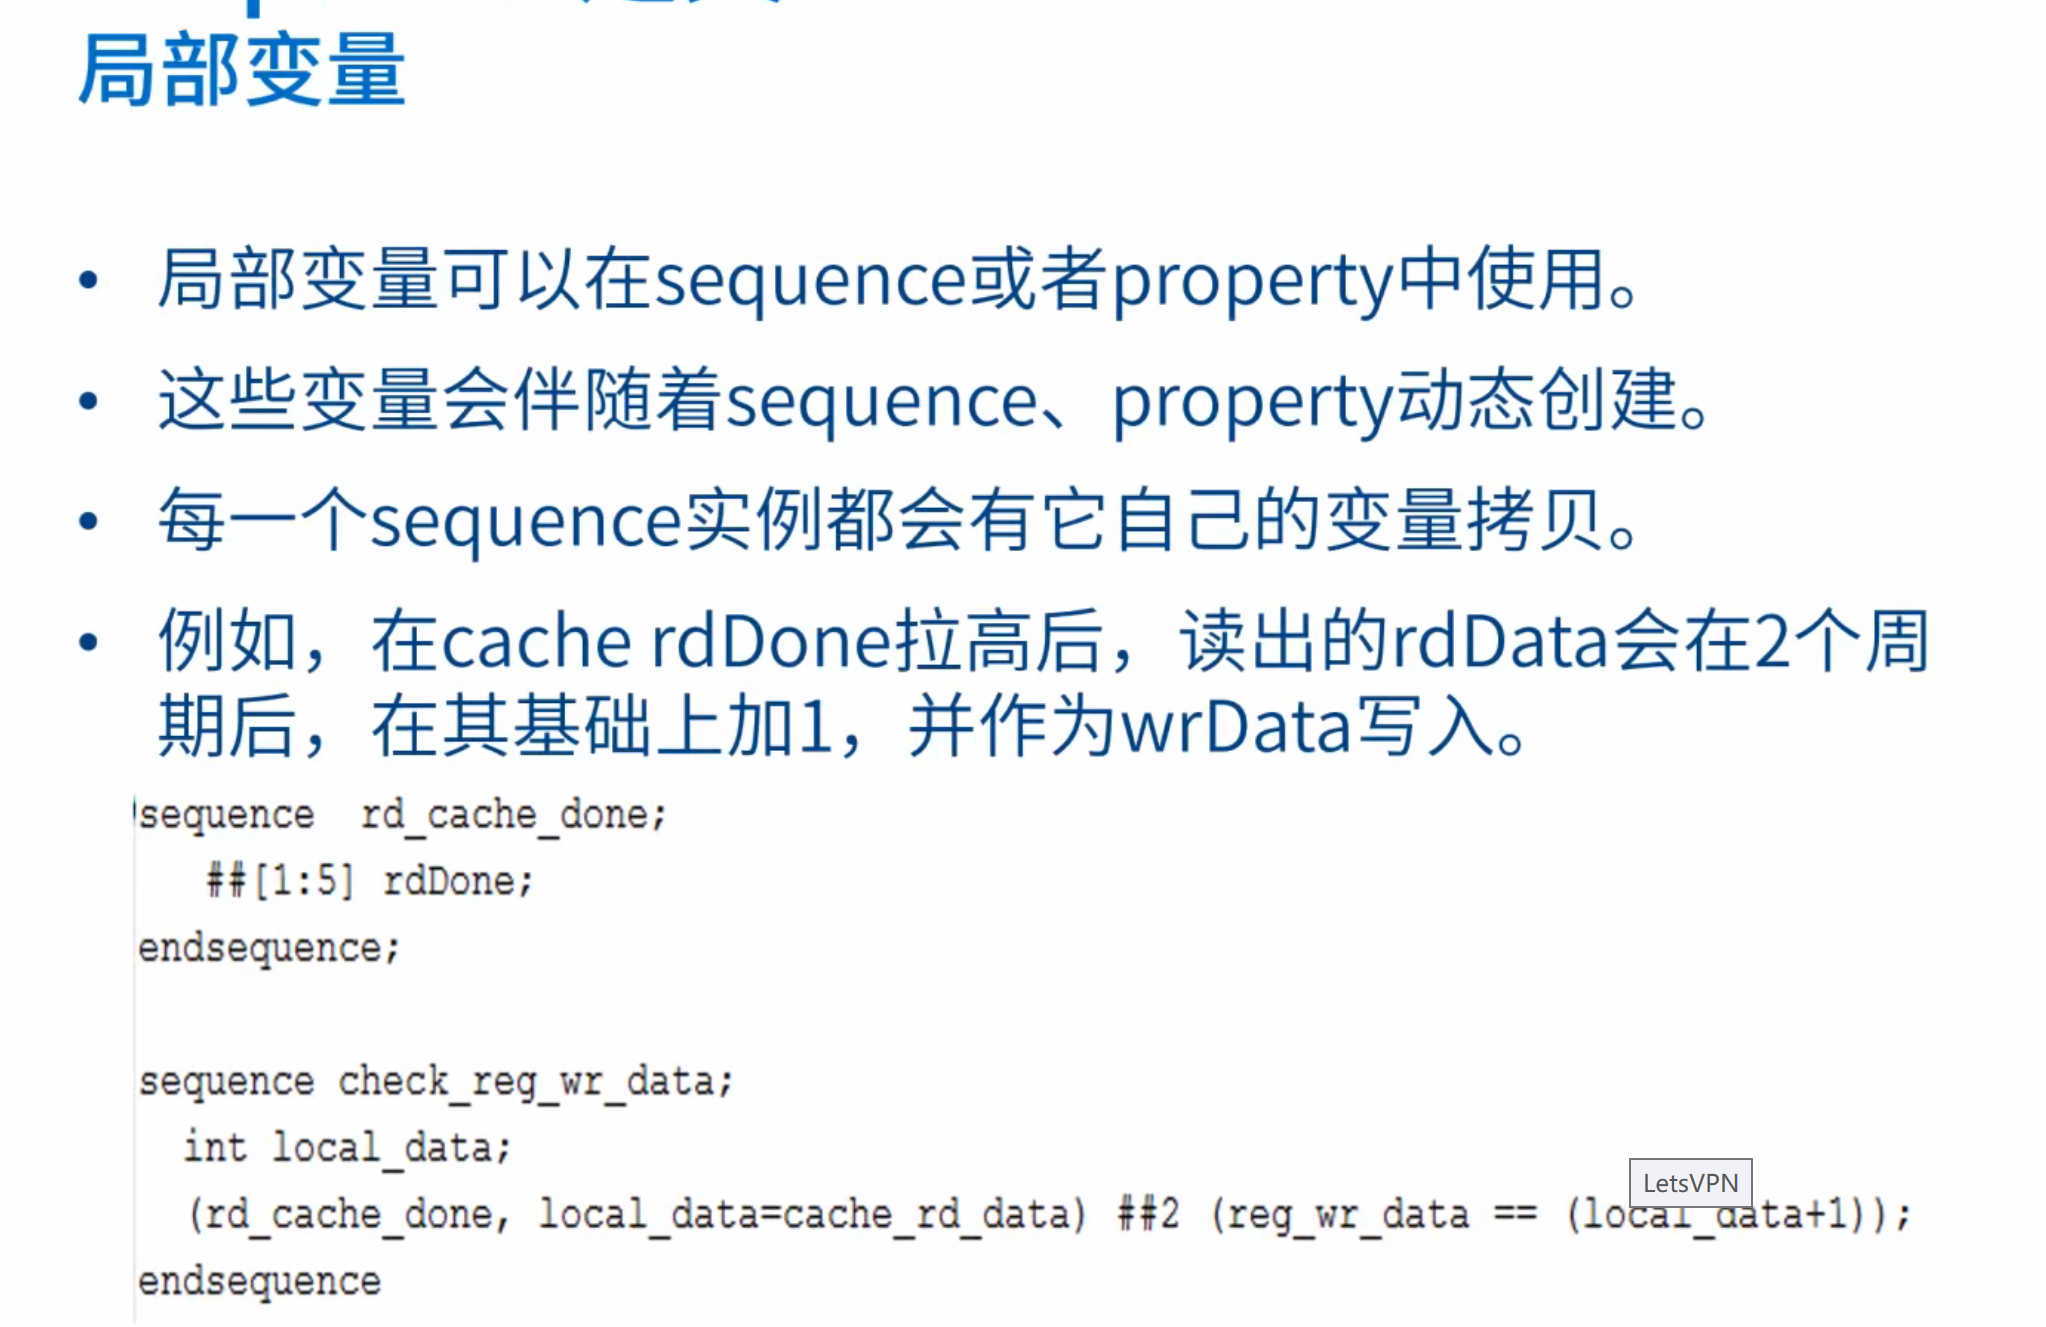 局部变量
• 局部变量可以在sequence或者property中使用。
• 这些变量会伴随着sequence、property动态创建。
• 每一个sequence实例都会有它自己的变量拷贝。
• 例如，在cache rdDone拉高后，读出的rdData会在2个周
期后，在其基础上加1，并作为wrData写入。
sequence rd_cache_done;
##[1:5] rdDone;
endsequence;
sequence check_reg_wr_data;
int local_data;
LetsVPN
(rd_cache_done, local_data=cache_rd_data) ##2 (reg_wr_data == (local_data+1));
endsequence